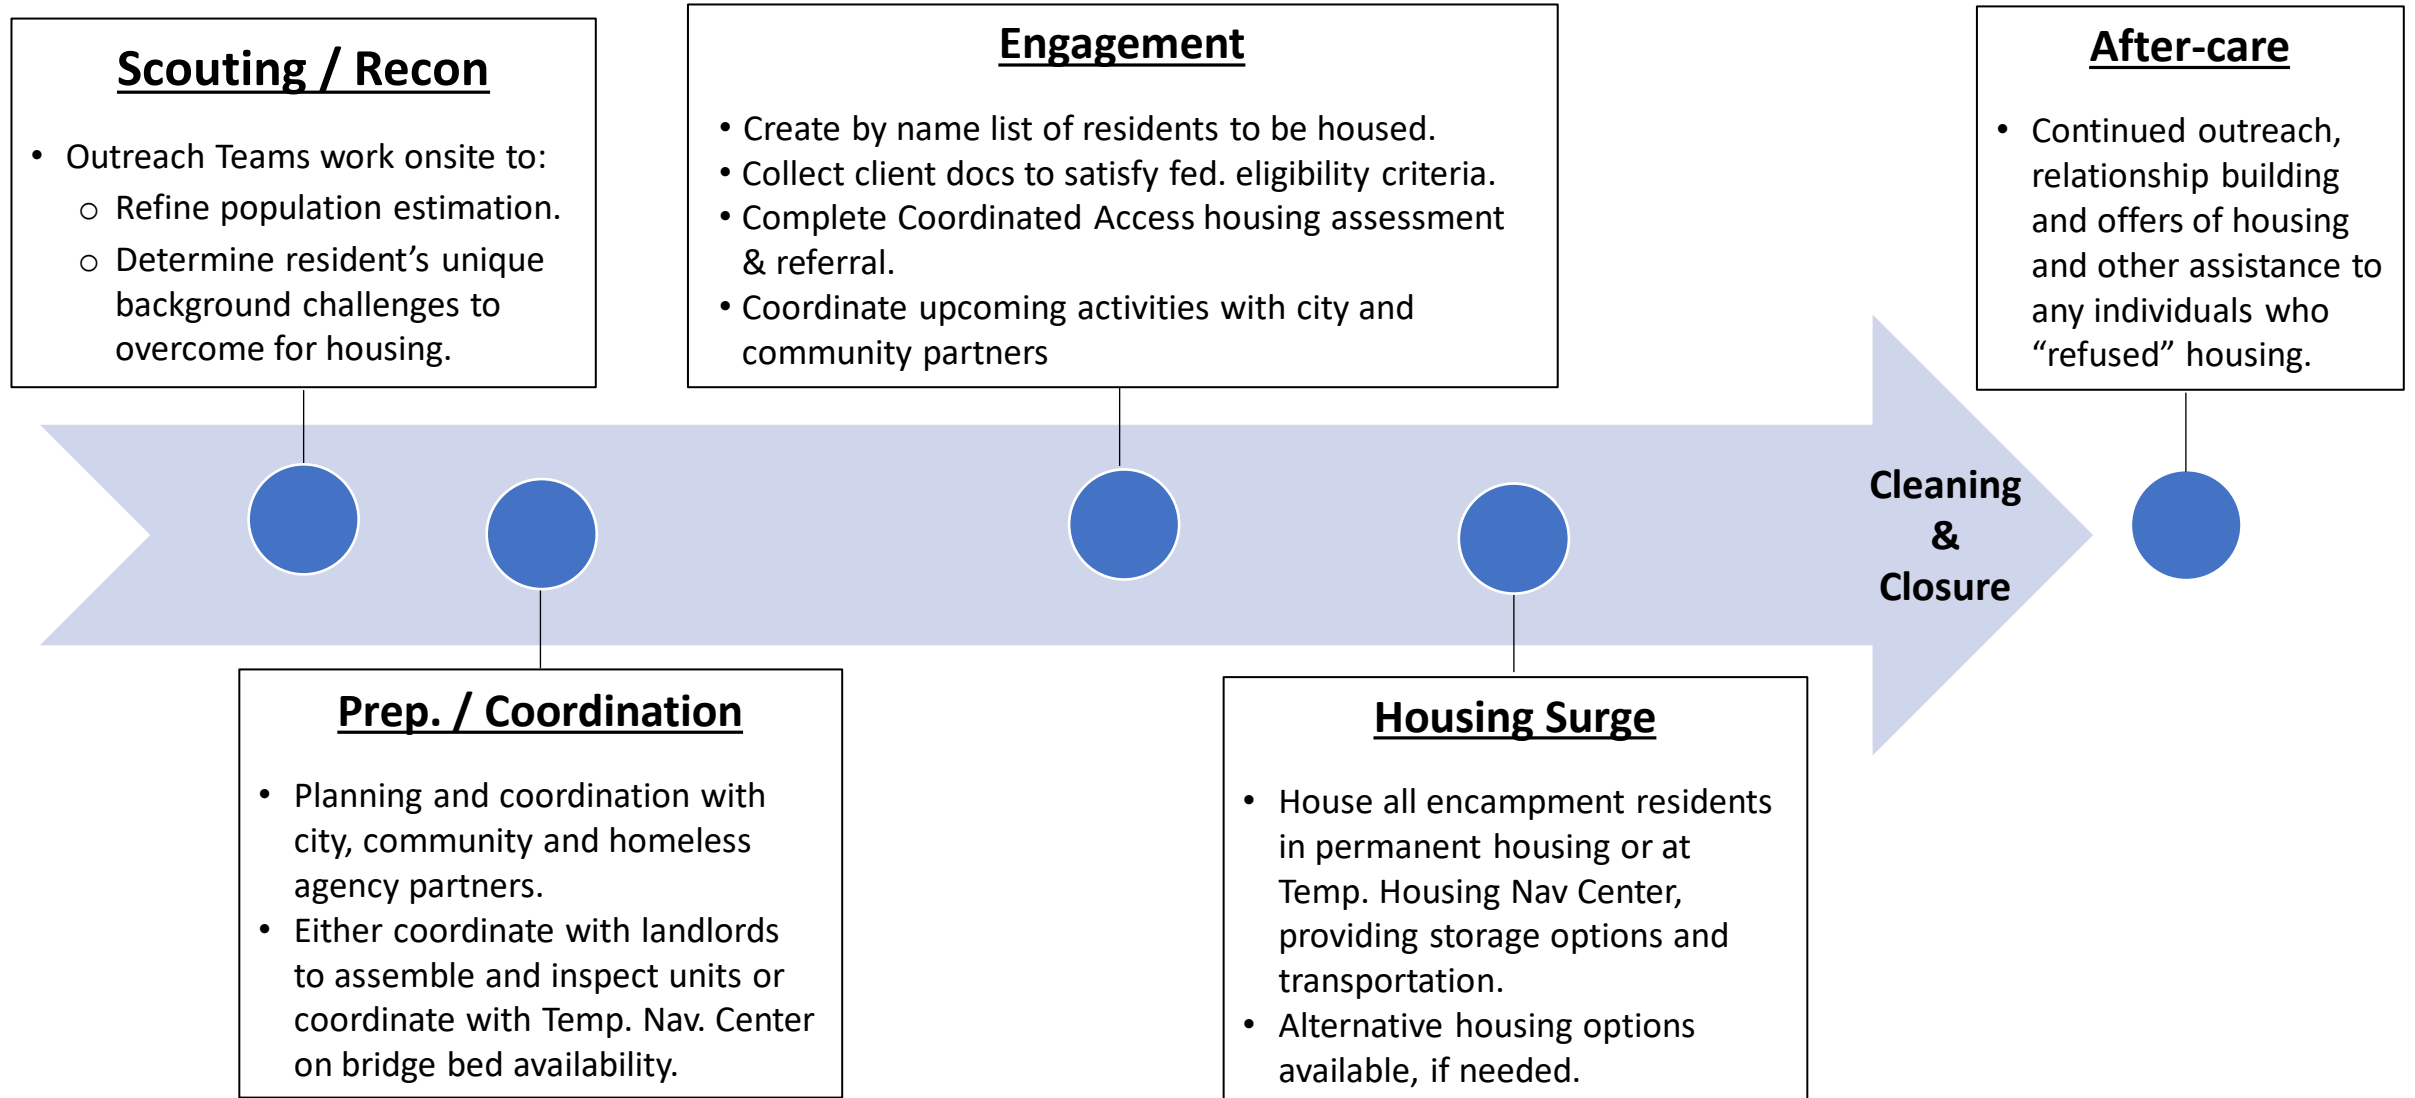 Scouting / Recon
• Outreach Teams work onsite to:
o Refine population estimation.
o Determine resident’s unique
background challenges to
overcome for housing.
Prep. / Coordination
• Planning and coordination with
city, community and homeless
agency partners.
• Either coordinate with landlords
to assemble and inspect units or
coordinate with Temp. Nav. Center
on bridge bed availability.
Engagement
• Create by name list of residents to be housed.
• Collect client docs to satisfy fed. eligibility criteria.
• Complete Coordinated Access housing assessment
& referral.
• Coordinate upcoming activities with city and
community partners
Housing Surge
• House all encampment residents
in permanent housing or at
Temp. Housing Nav Center,
providing storage options and
transportation.
• Alternative housing options
available, if needed.
Cleaning
&
Closure
After-care
• Continued outreach,
relationship building
and offers of housing
and other assistance to
any individuals who
“refused” housing.